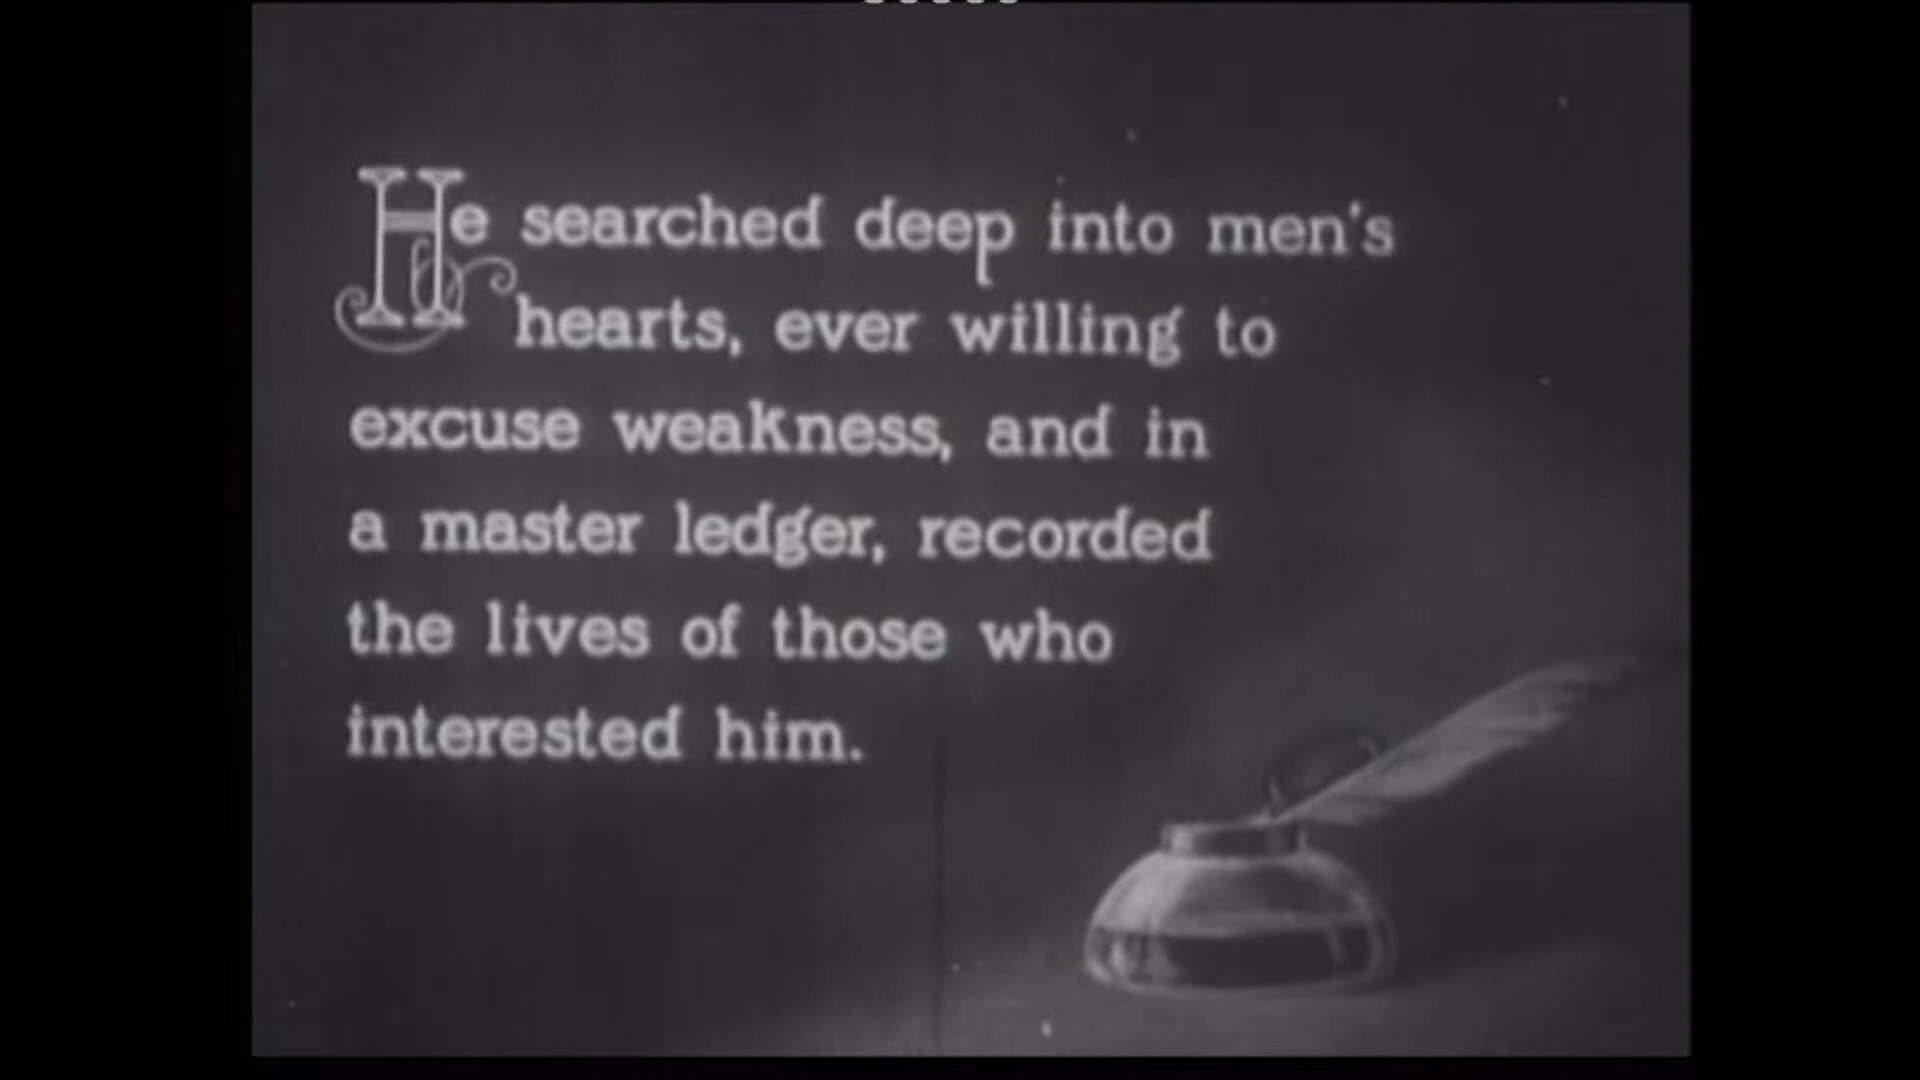 He searched deep into men's
hearts, ever willing to
excuse weakness, and in
a master ledger, recorded
the lives of those who
interested him.